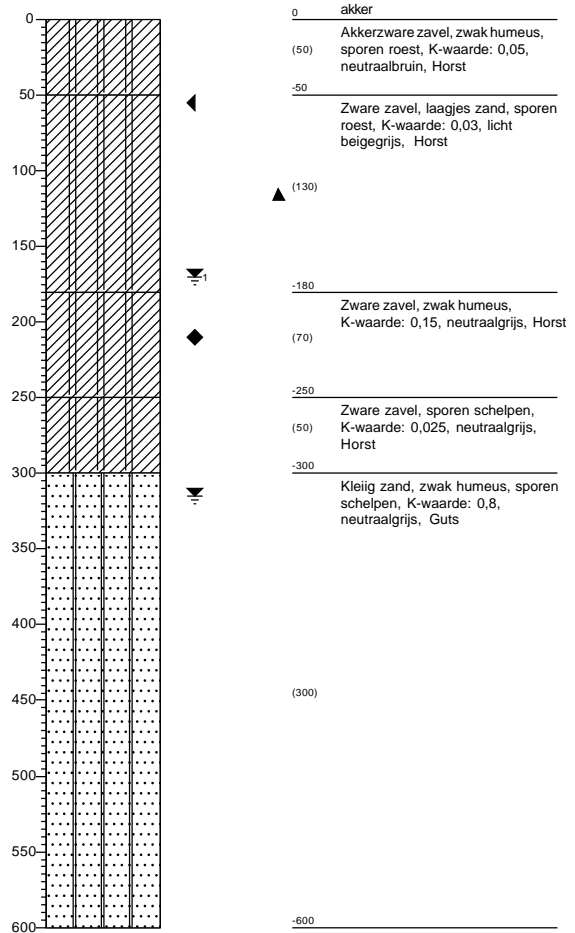 0
50
100
150
200
250
300
350
400
450
500
550
600
1
0
akker
(50)
Akkerzware zavel, zwak humeus,
sporen roest, K-waarde: 0,05,
neutraalbruin, Horst
-50
Zware zavel, laagjes zand, sporen
roest, K-waarde: 0,03, licht
beigegrijs, Horst
(130)
-180
Zware zavel, zwak humeus,
K-waarde: 0,15, neutraalgrijs, Horst
(70)
-250
Zware zavel, sporen schelpen,
K-waarde: 0,025, neutraalgrijs,
Horst
(50)
-300
Kleiig zand, zwak humeus, sporen
schelpen, K-waarde: 0,8,
neutraalgrijs, Guts
(300)
-600